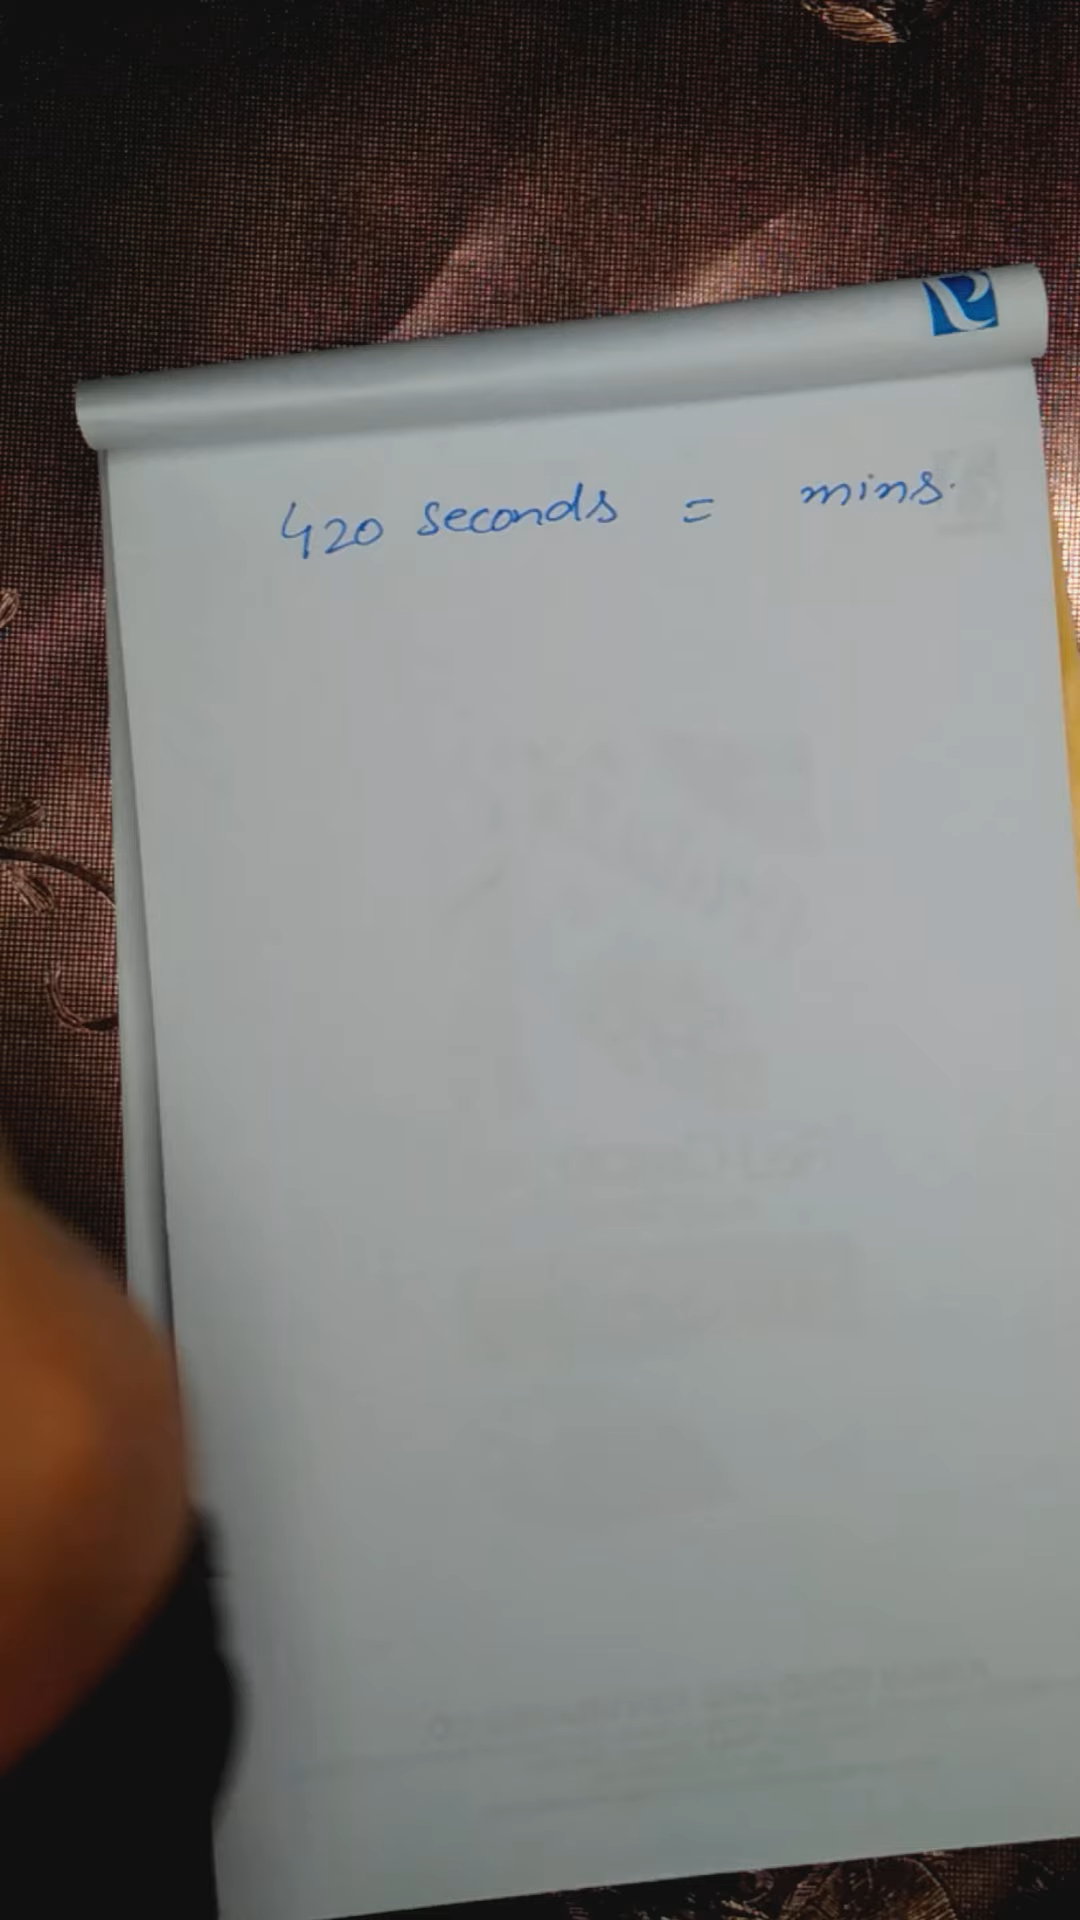 420 seconds = mins.